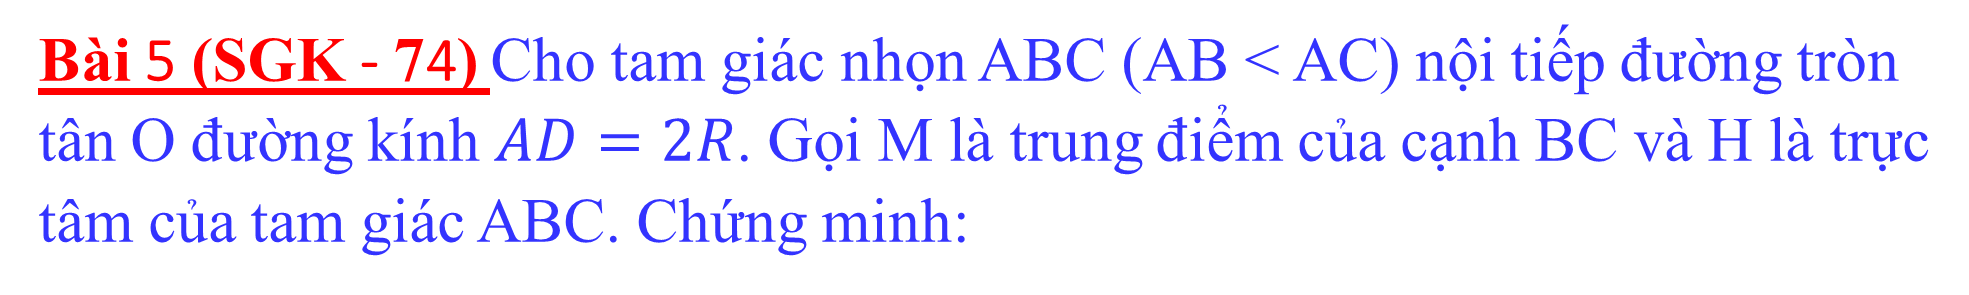 Bài 5 (SGK - 74) Cho tam giác nhọn ABC (AB < AC) nội tiếp đường tròn
tân O đường kính AD = 2R. Gọi M là trung điểm của cạnh BC và H là trực
tâm của tam giác ABC. Chứng minh: